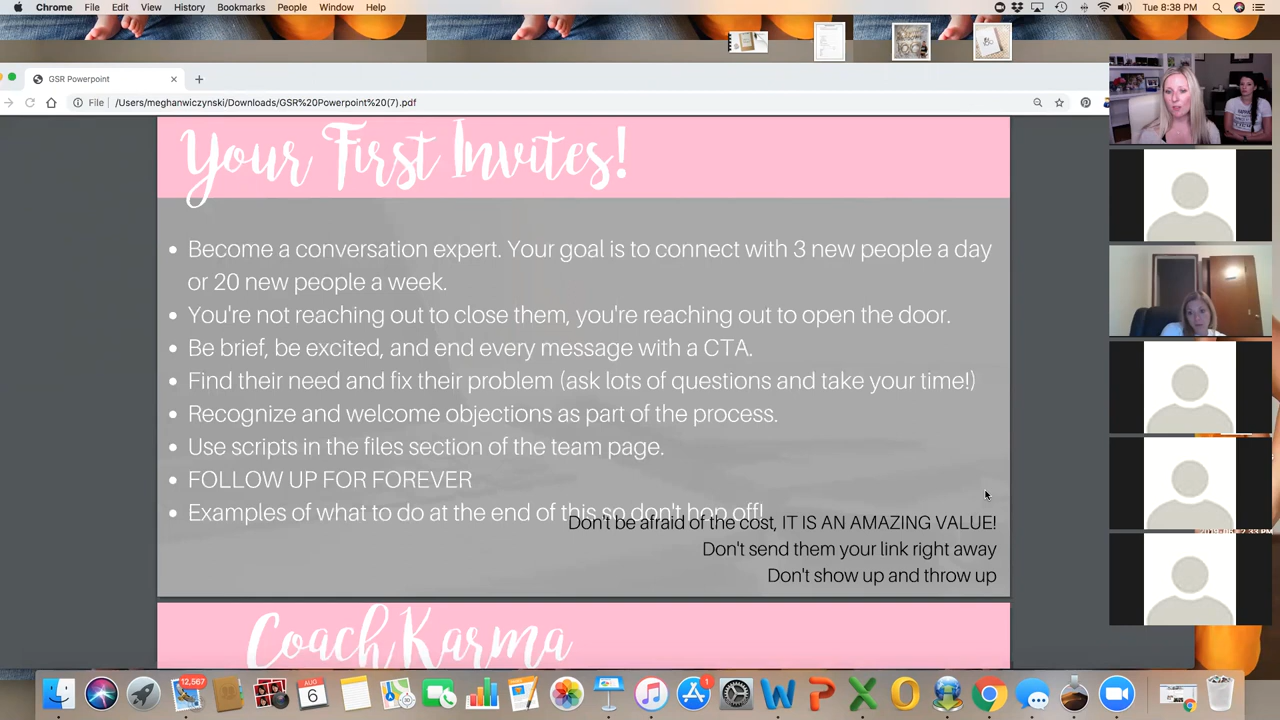 Chrome File Edit View History Bookmarks People Window Help
Tue 8:38 PM
GSR Powerpoint
File /Users/meghanwiczynski/Downloads/GSR%20Powerpoint%20(7).pdf
Your First Invites!
• Become a conversation expert. Your goal is to connect with 3 new people a day
or 20 new people a week.
• You're not reaching out to close them, you're reaching out to open the door.
• Be brief, be excited, and end every message with a CTA.
• Find their need and fix their problem (ask lots of questions and take your time!)
• Recognize and welcome objections as part of the process.
• Use scripts in the files section of the team page.
• FOLLOW UP FOR FOREVER
• Examples of what to do at the end of this so don't hop off!
Don't be afraid of the cost, IT IS AN AMAZING VALUE!
Don't send them your link right away
Don't show up and throw up
Coach Karma
12,567
AUG
6
1